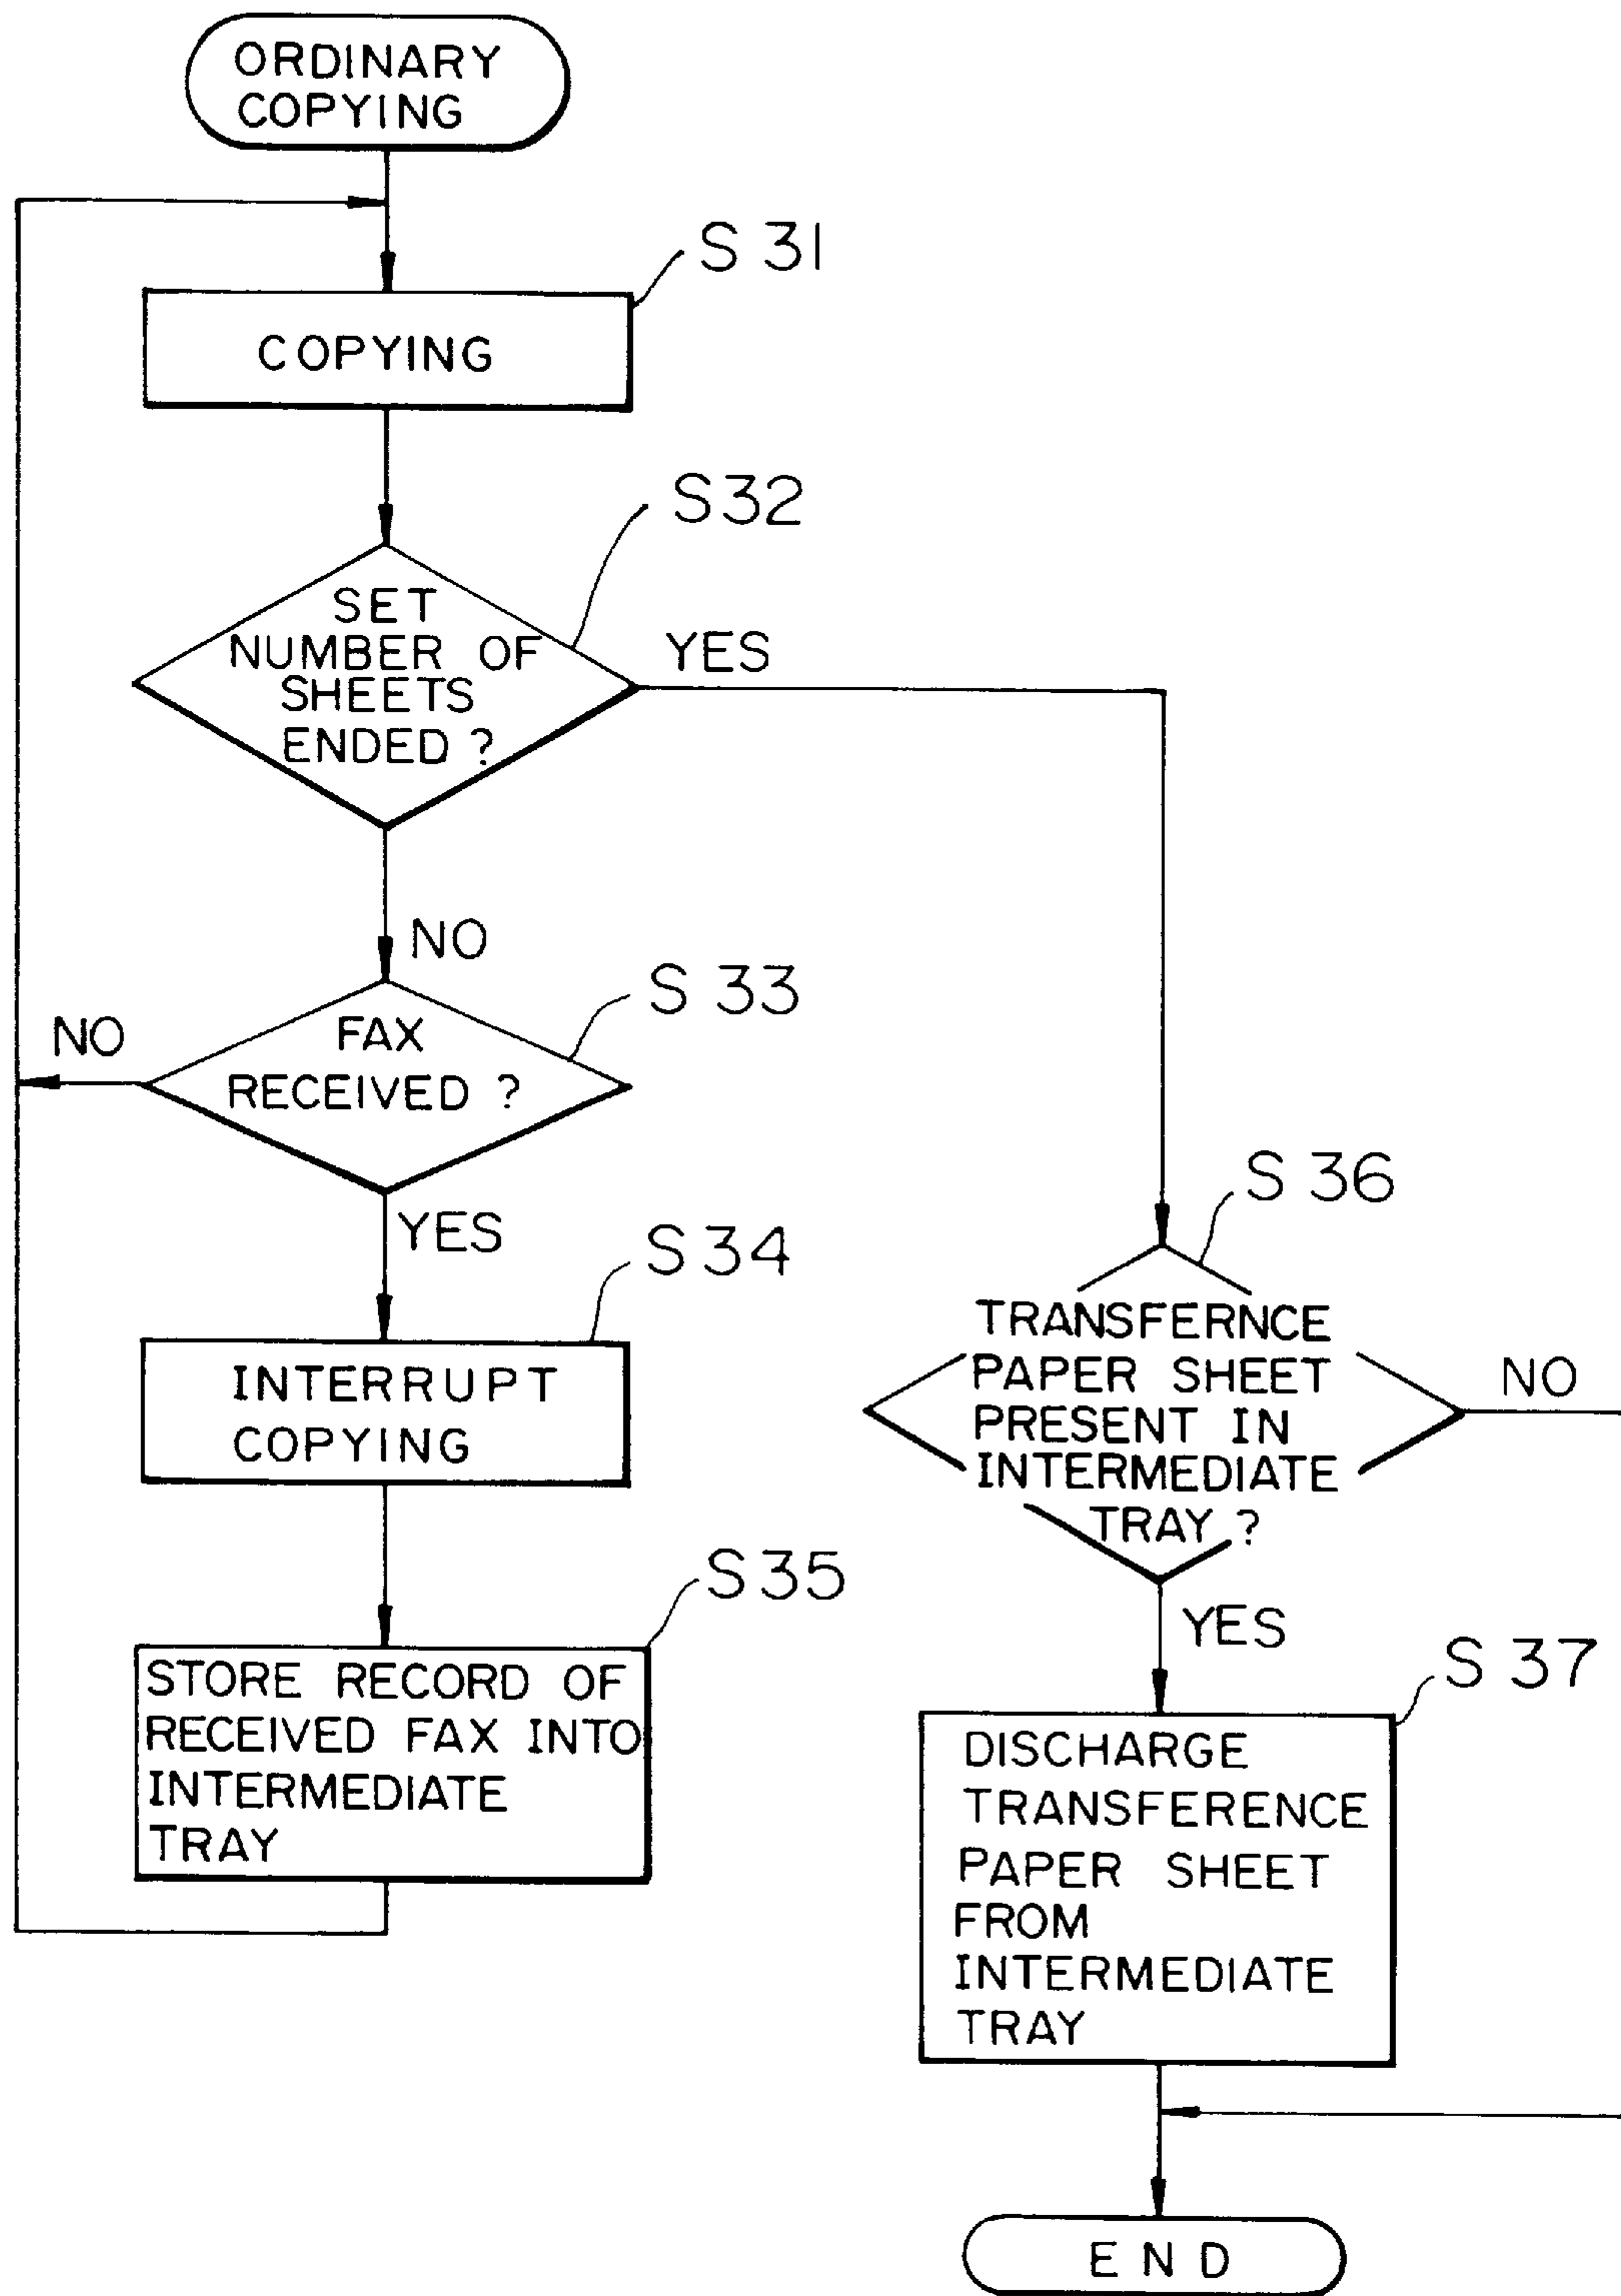 ORDINARY
COPYING
S 31
COPYING
S32
SET
NUMBER OF
SHEETS
ENDED ?
YES
NO
S 33
FAX
RECEIVED ?
NO
YES
S34
INTERRUPT
COPYING
S35
STORE RECORD OF
RECEIVED FAX INTO
INTERMEDIATE
TRAY
S 36
TRANSFERNCE
PAPER SHEET
PRESENT IN
INTERMEDIATE
TRAY ?
NO
YES
S 37
DISCHARGE
TRANSFERENCE
PAPER SHEET
FROM
INTERMEDIATE
TRAY
END